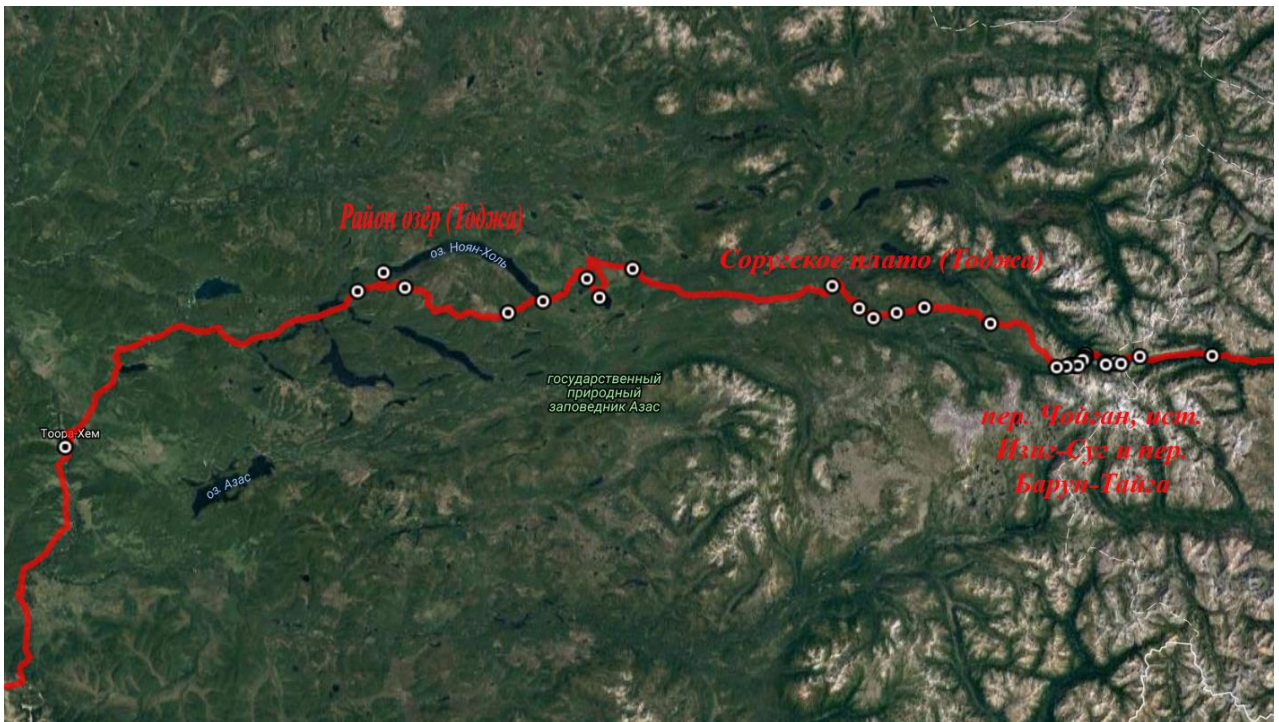 Район озёр (Тоджа)
оз. Ноян-Холь
Соругское плато (Тоджа)
государственный
природный
заповедник Азас
пер. Чойган, ист.
Изиг-Суг и пер.
Барун-Тайга
Тоора-Хем
оз. Азас